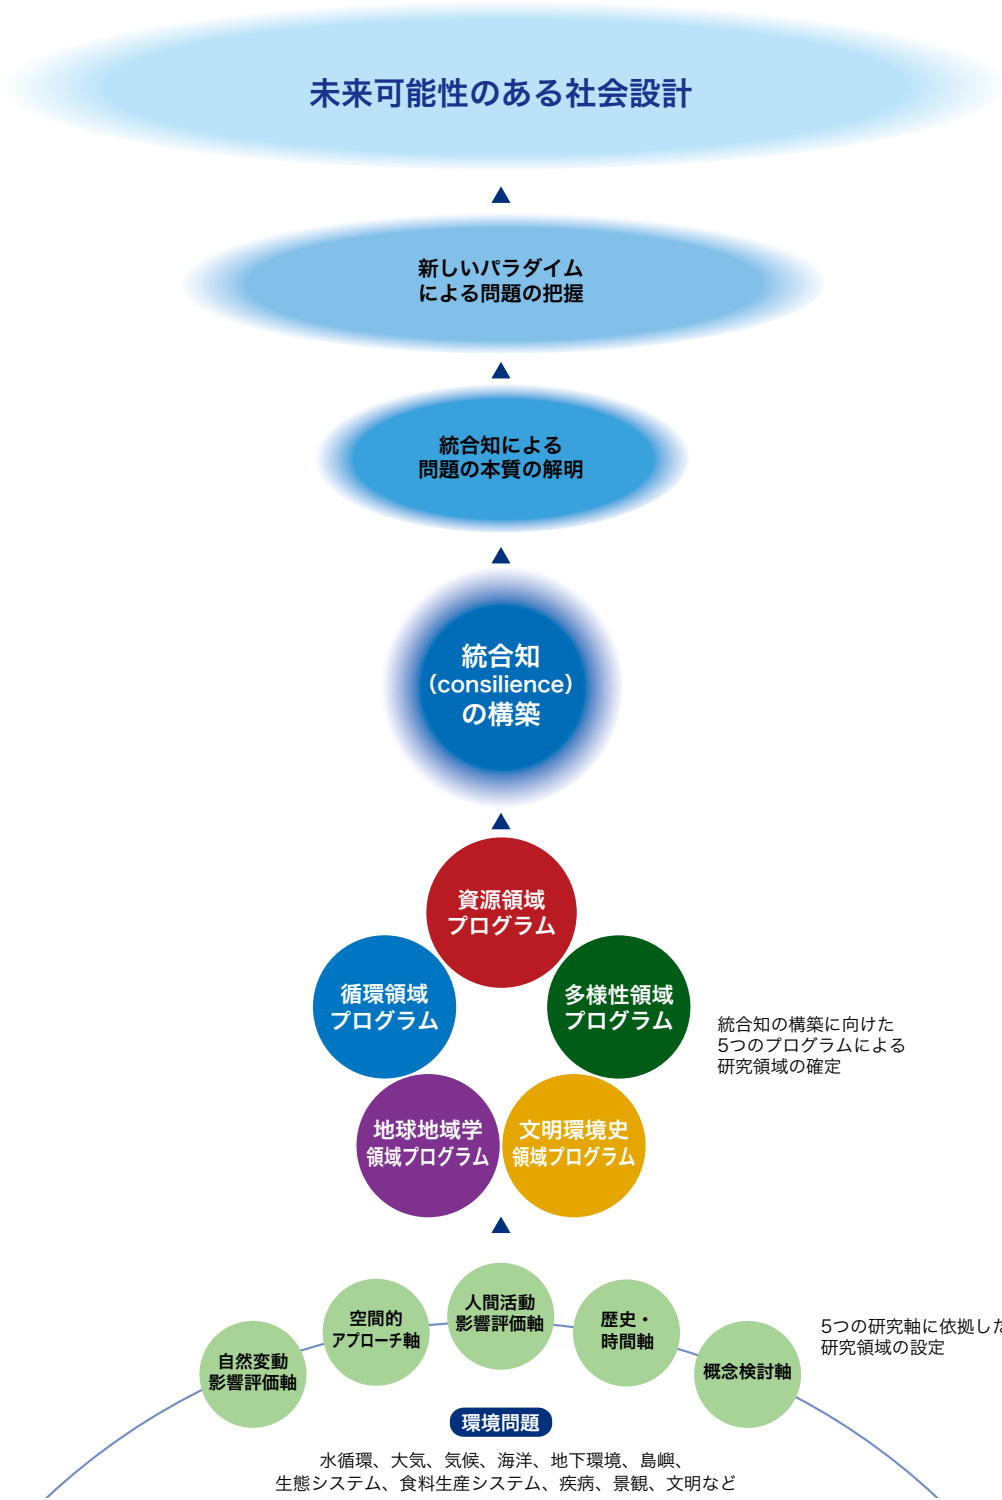 未来可能性のある社会設計
新しいパラダイム
による問題の把握
統合知による
問題の本質の解明
統合知
(consilience)
の構築
資源領域
プログラム
循環領域
プログラム
多様性領域
プログラム
統合知の構築に向けた
5つのプログラムによる
研究領域の確定
地球地域学
領域プログラム
文明環境史
領域プログラム
人間活動
影響評価軸
空間的
アプローチ軸
歴史・
時間軸
5つの研究軸に依拠した
研究領域の設定
自然変動
影響評価軸
概念検討軸
環境問題
水循環、大気、気候、海洋、地下環境、島嶼、
生態システム、食料生産システム、疾病、景観、文明など